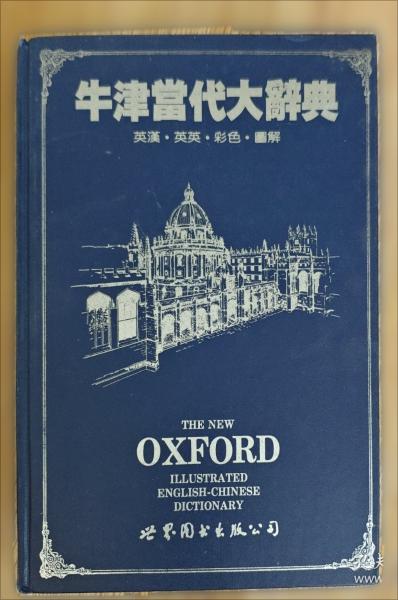 牛津當代大辭典
英漢・英英・彩色・圖解
THE NEW
OXFORD
ILLUSTRATED
ENGLISH-CHINESE
DICTIONARY
世界图书出版公司
www.